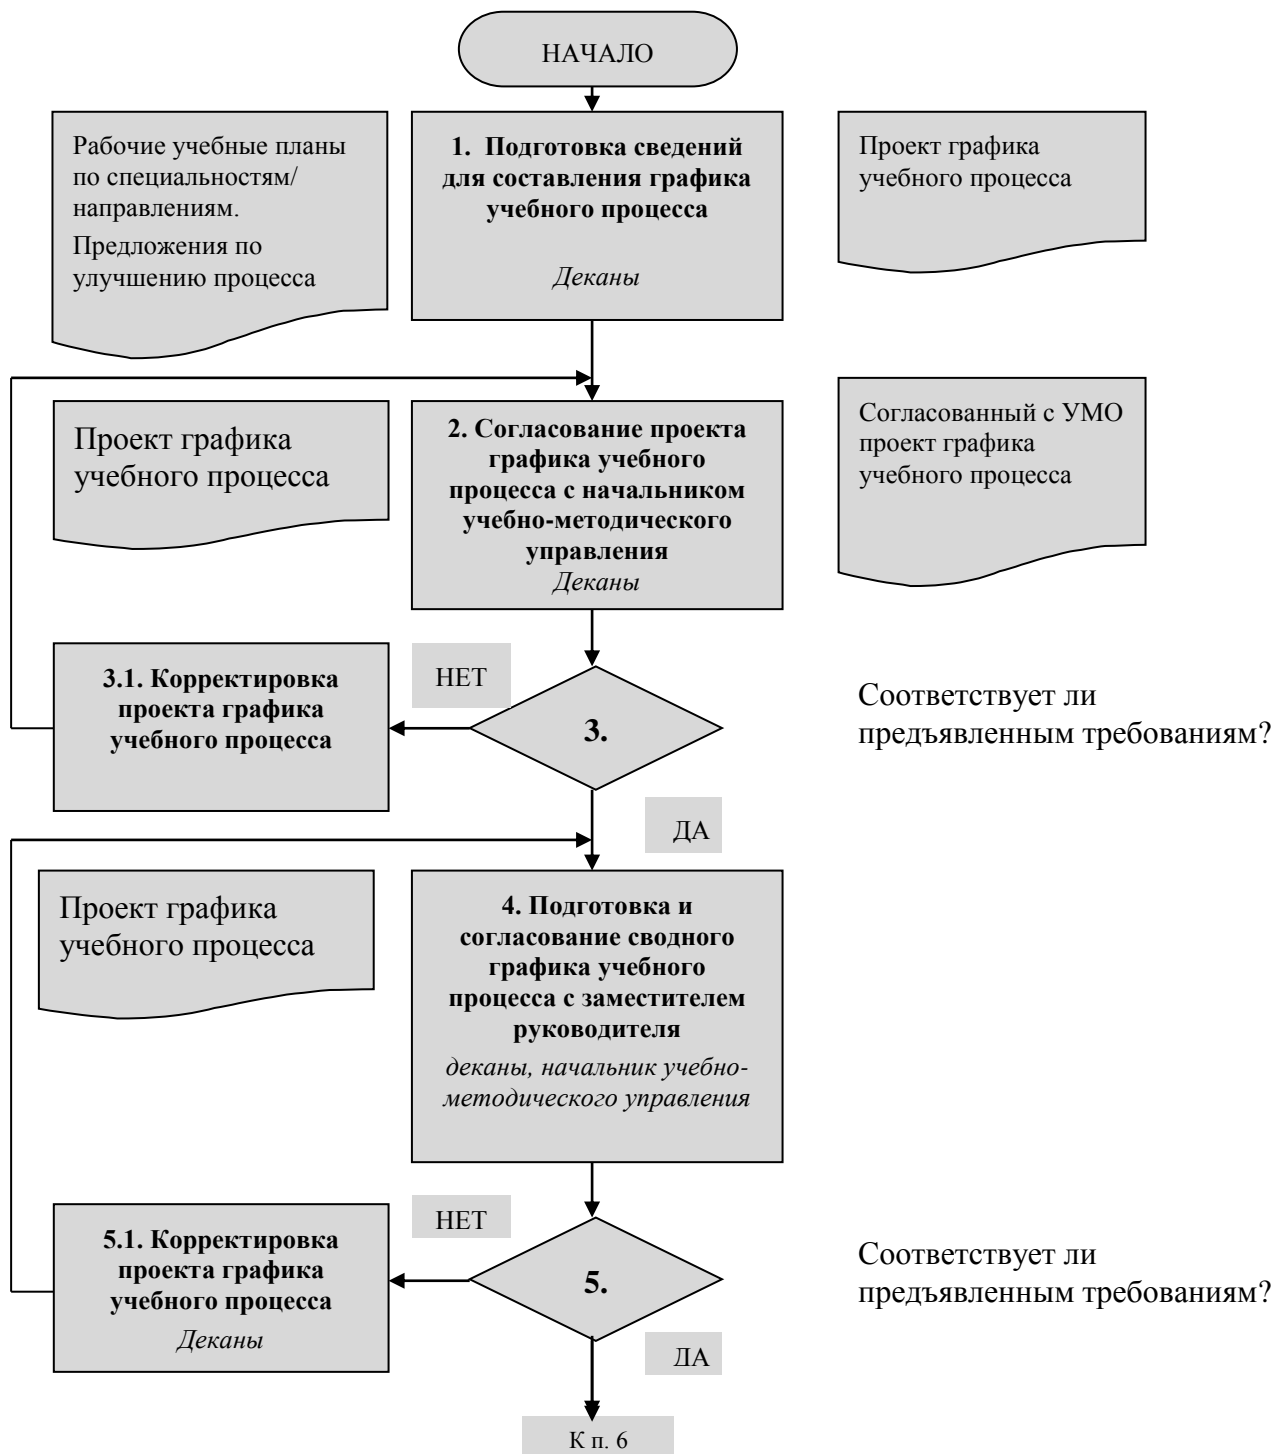 НАЧАЛО
Рабочие учебные планы
по специальностям/
направлениям.
Предложения по
улучшению процесса
1. Подготовка сведений
для составления графика
учебного процесса
Деканы
Проект графика
учебного процесса
Проект графика
учебного процесса
2. Согласование проекта
графика учебного
процесса с начальником
учебно-методического
управления
Деканы
Согласованный с УМО
проект графика
учебного процесса
3.1. Корректировка
проекта графика
учебного процесса
НЕТ
3.
Соответствует ли
предъявленным требованиям?
ДА
Проект графика
учебного процесса
4. Подготовка и
согласование сводного
графика учебного
процесса с заместителем
руководителя
деканы, начальник учебно-
методического управления
5.1. Корректировка
проекта графика
учебного процесса
Деканы
НЕТ
5.
Соответствует ли
предъявленным требованиям?
ДА
К п. 6